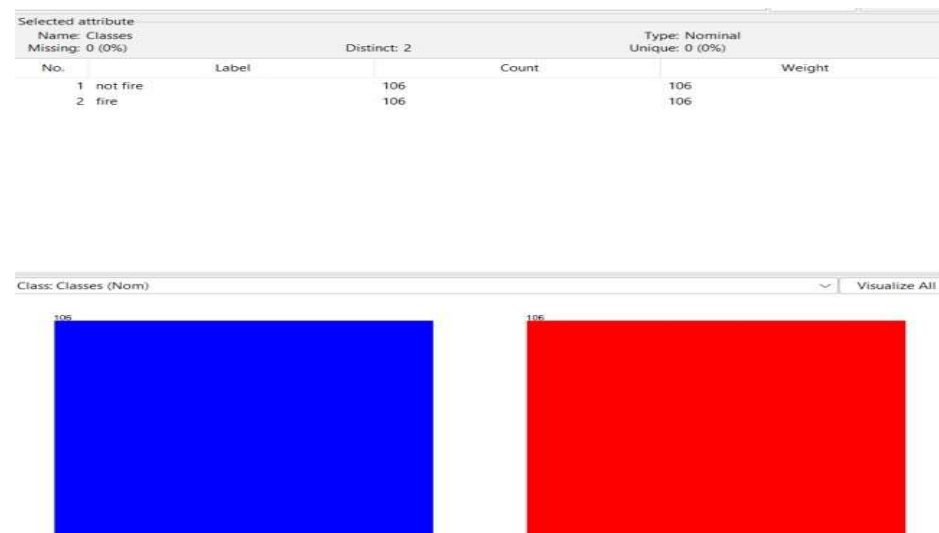 Selected attribute
Name: Classes Type: Nominal
Missing: 0 (0%) Distinct: 2 Unique: 0 (0%)
No. Label Count Weight
1 not fire 106 106
2 fire 106 106
Class: Classes (Nom) Visualize All
106 106